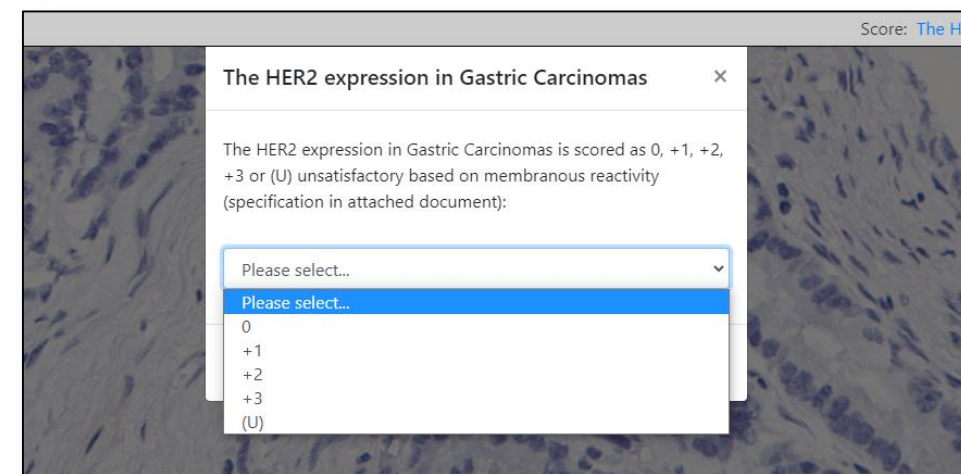 Score: The H
The HER2 expression in Gastric Carcinomas ×
The HER2 expression in Gastric Carcinomas is scored as 0, +1, +2,
+3 or (U) unsatisfactory based on membranous reactivity
(specification in attached document):
Please select...
Please select...
0
+1
+2
+3
(U)